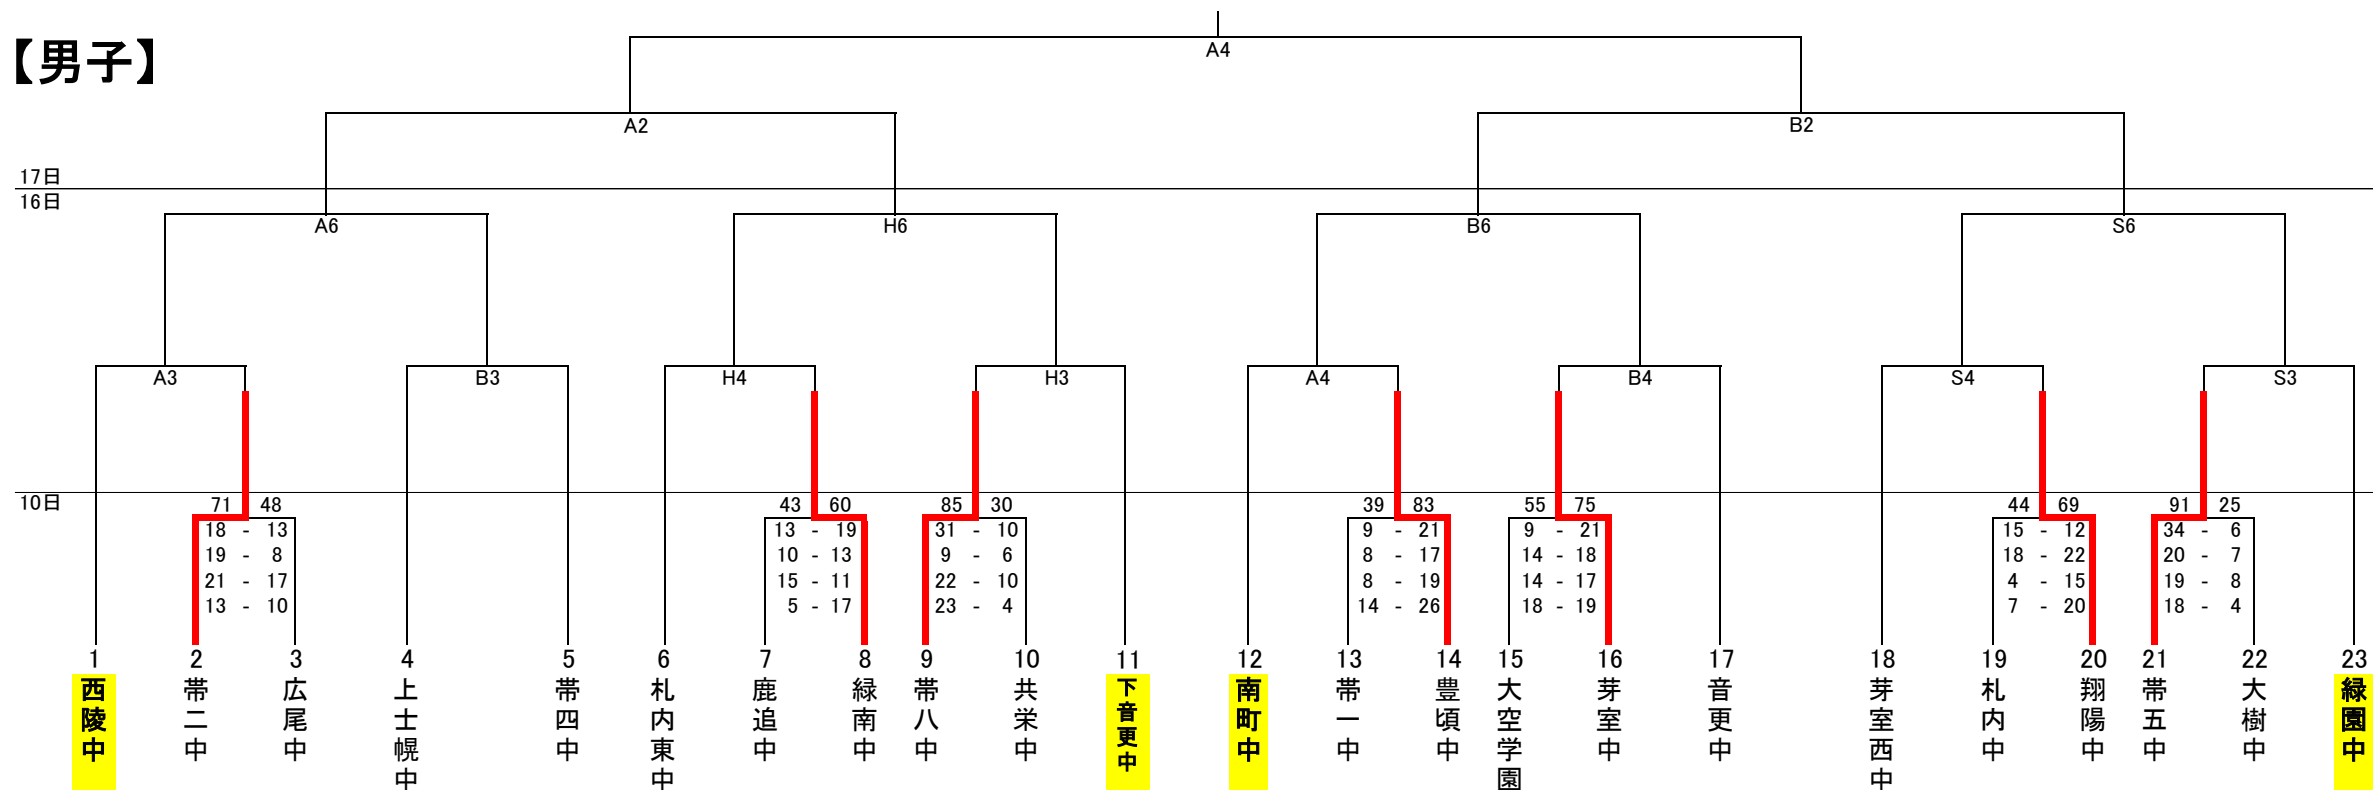 【男子】
A4
A2 B2
17日
16日
A6 H6 B6 S6
A3 B3 H4 H3 A4 B4 S4 S3
10日
71 48 43 60 85 30 39 83 55 75 44 69 91 25
18 - 13 13 - 19 31 - 10 9 - 21 9 - 21 15 - 12 34 - 6
19 - 8 10 - 13 9 - 6 8 - 17 14 - 18 18 - 22 20 - 7
21 - 17 15 - 11 22 - 10 8 - 19 14 - 17 4 - 15 19 - 8
13 - 10 5 - 17 23 - 4 14 - 26 18 - 19 7 - 20 18 - 4
1 2 3 4 5 6 7 8 9 10 11 12 13 14 15 16 17 18 19 20 21 22 23
西陵中
帯二中
広尾中
上士幌中
帯四中
札内東中
鹿追中
緑南中
帯八中
共栄中
下音更中
南町中
帯一中
豊頃中
大空学園
芽室中
音更中
芽室西中
札内中
翔陽中
帯五中
大樹中
緑園中